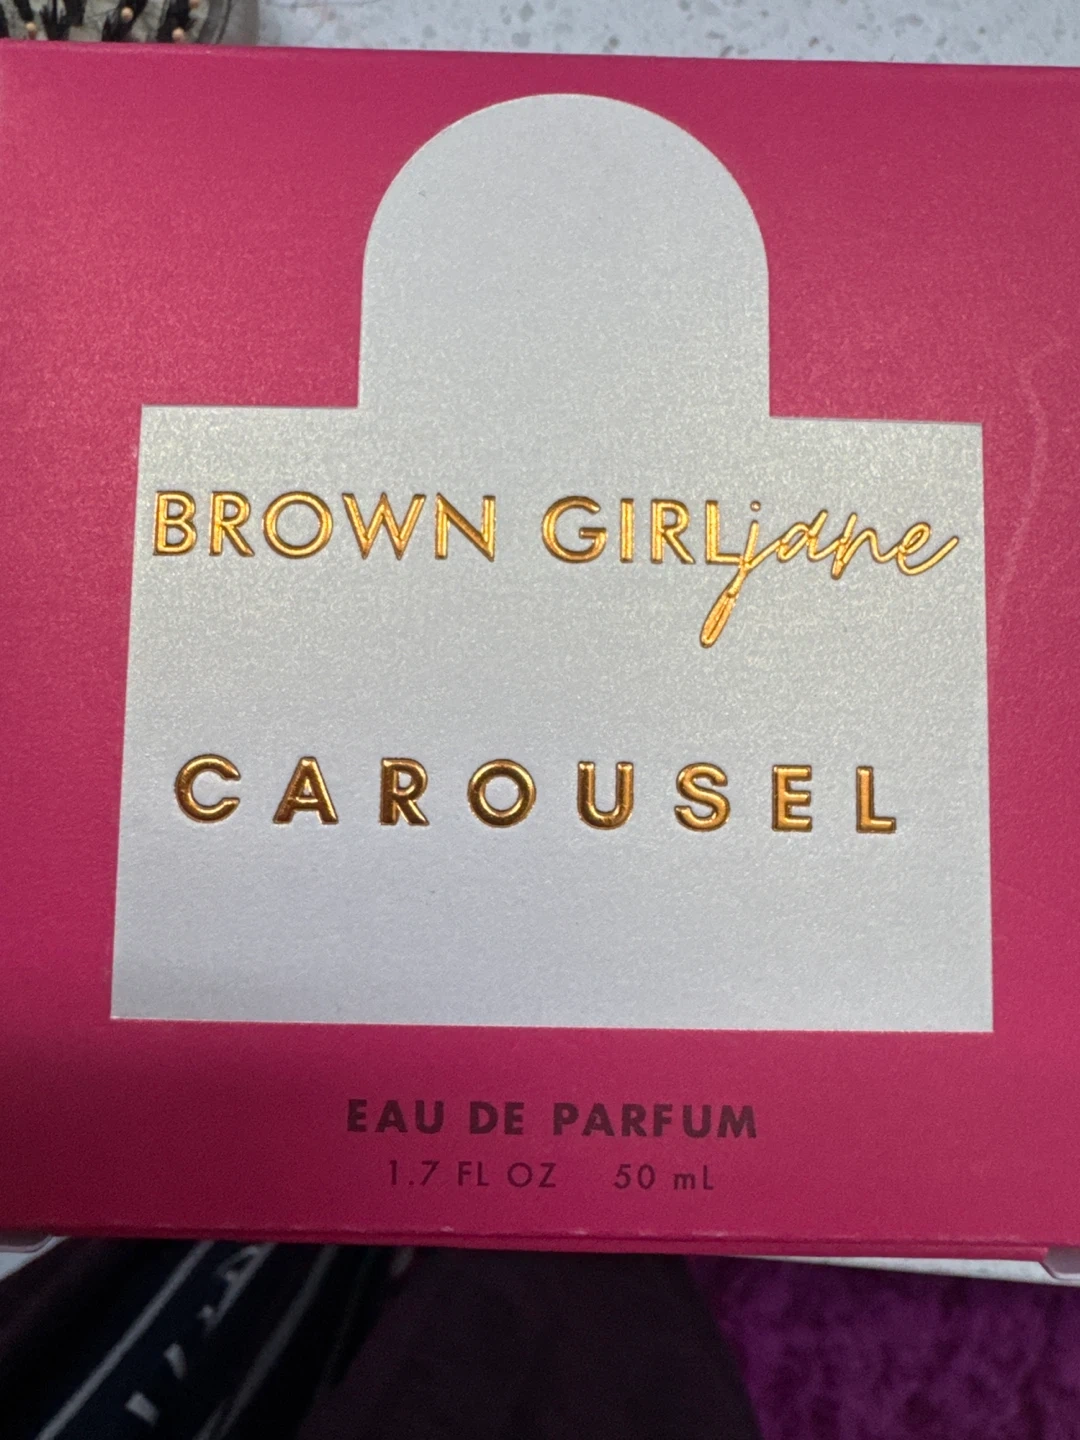 BROWN GIRLjane
CAROUSEL
EAU DE PARFUM
1.7 FL OZ 50 mL